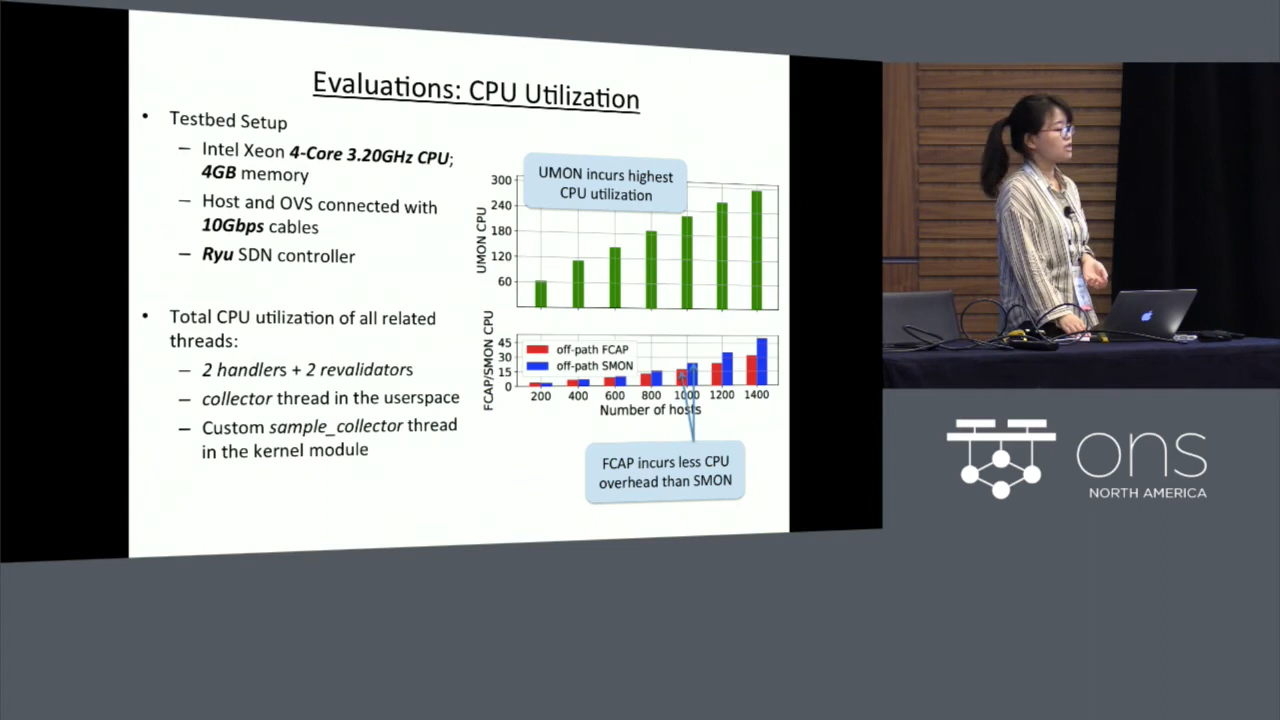 Evaluations: CPU Utilization
• Testbed Setup
– Intel Xeon 4-Core 3.20GHz CPU;
4GB memory
– Host and OVS connected with
10Gbps cables
– Ryu SDN controller
• Total CPU utilization of all related
threads:
– 2 handlers + 2 revalidators
– collector thread in the userspace
– Custom sample_collector thread
in the kernel module
UMON incurs highest
CPU utilization
UMON CPU
300
240
180
120
60
FCAP/SMON CPU
45
30
15
0
off-path FCAP
off-path SMON
200 400 600 800 1000 1200 1400
Number of hosts
FCAP incurs less CPU
overhead than SMON
ons
NORTH AMERICA